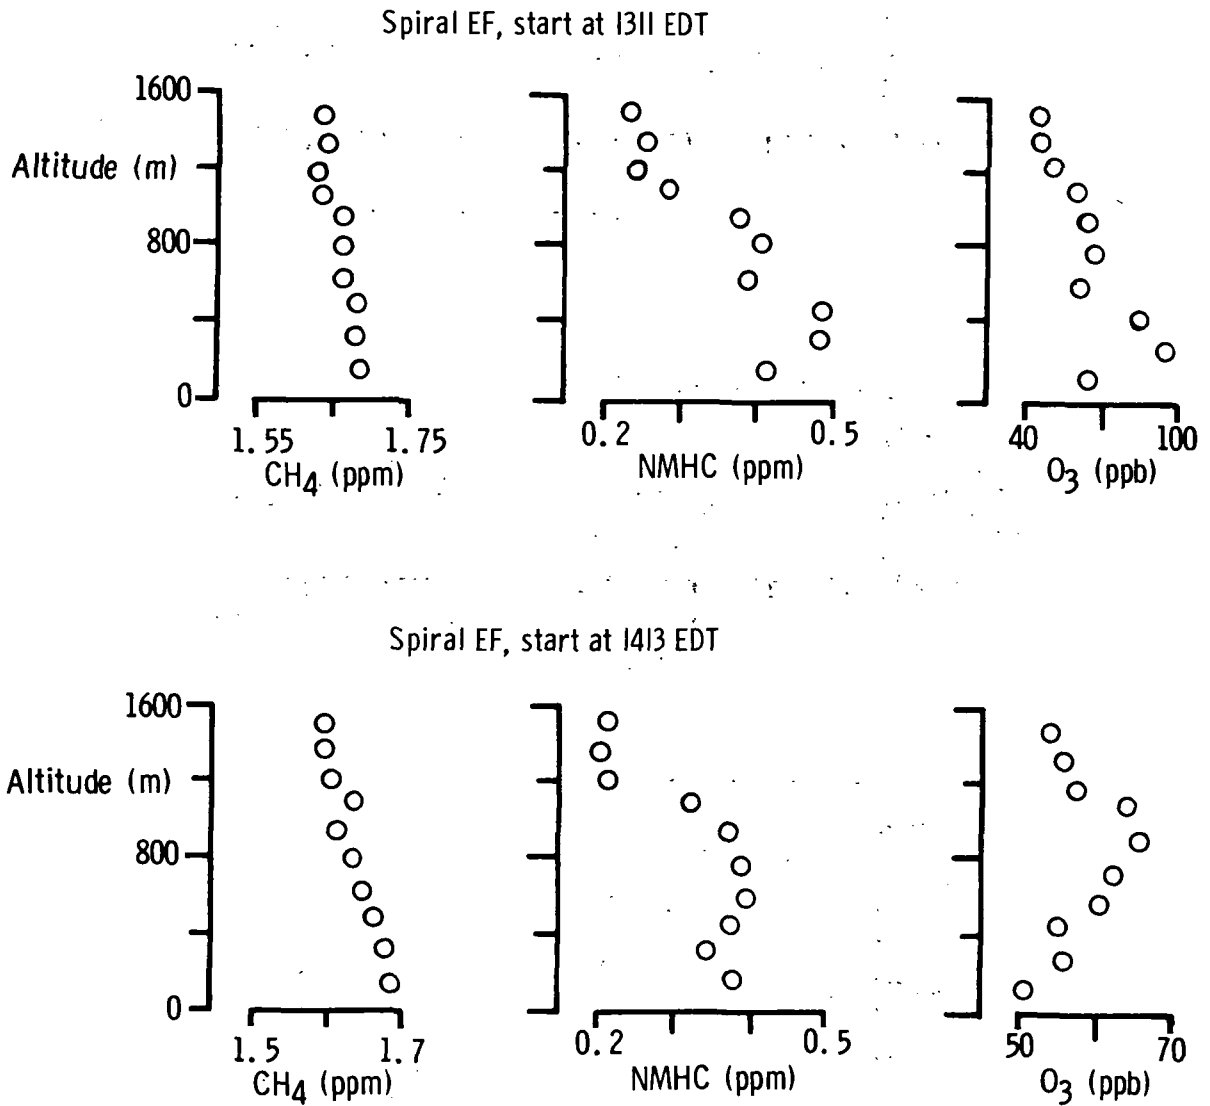 Spiral EF, start at 1311 EDT
1600
Altitude (m)
800
0
1.55 1.75
CH4 (ppm)
0.2 0.5
NMHC (ppm)
40 100
O3 (ppb)
Spiral EF, start at 1413 EDT
1600
Altitude (m)
800
0
1.5 1.7
CH4 (ppm)
0.2 0.5
NMHC (ppm)
50 70
O3 (ppb)